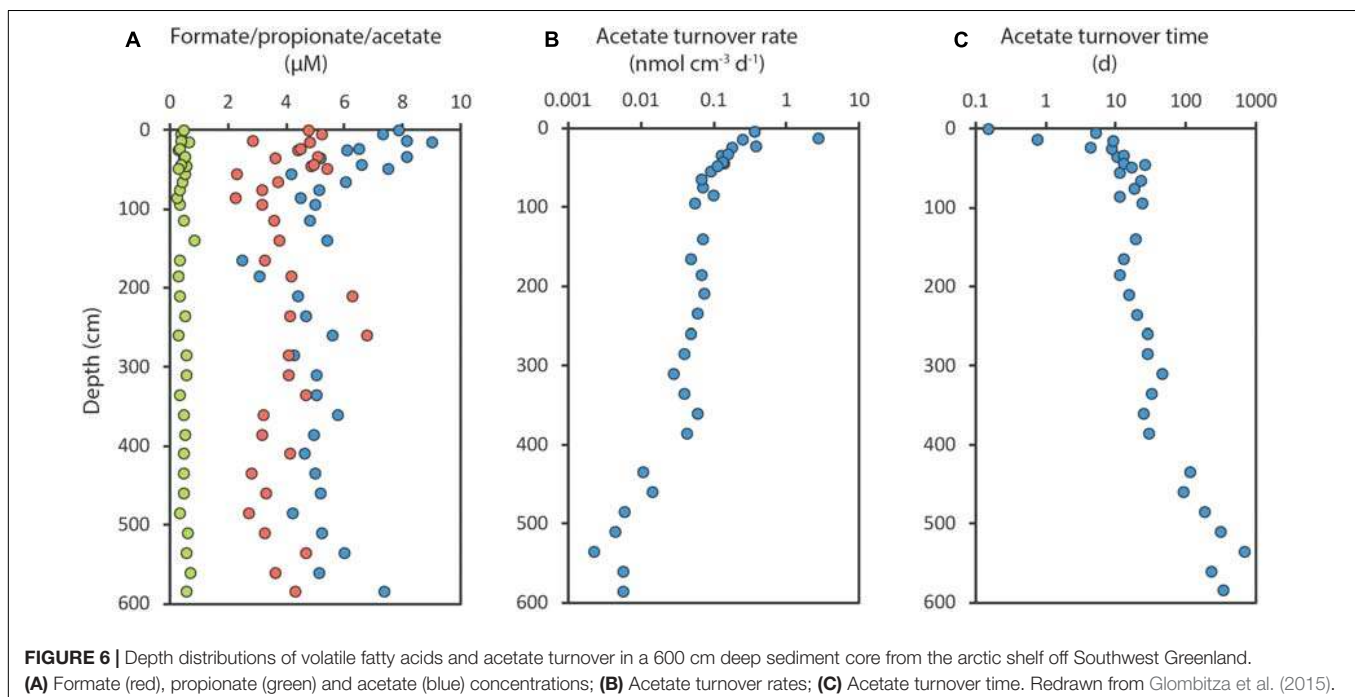 A Formate/propionate/acetate
(µM)
0 2 4 6 8 10
Depth (cm)
0
100
200
300
400
500
600
B Acetate turnover rate
(nmol cm⁻³ d⁻¹)
0.001 0.01 0.1 1 10
0
100
200
300
400
500
600
C Acetate turnover time
(d)
0.1 1 10 100 1000
0
100
200
300
400
500
600
FIGURE 6 | Depth distributions of volatile fatty acids and acetate turnover in a 600 cm deep sediment core from the arctic shelf off Southwest Greenland.
(A) Formate (red), propionate (green) and acetate (blue) concentrations; (B) Acetate turnover rates; (C) Acetate turnover time. Redrawn from Glombitza et al. (2015).